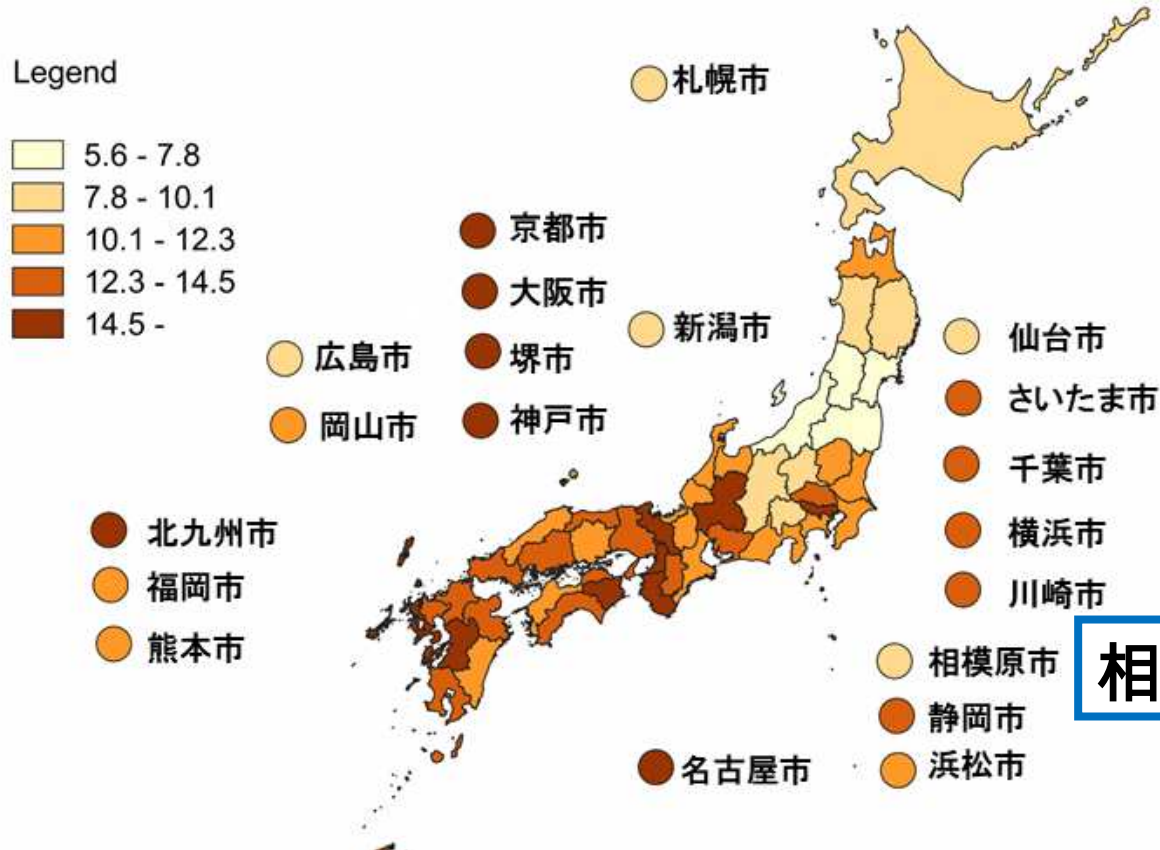 Legend
5.6 - 7.8
7.8 - 10.1
10.1 - 12.3
12.3 - 14.5
14.5 -
札幌市
京都市
大阪市
堺市
神戸市
新潟市
広島市
岡山市
仙台市
さいたま市
千葉市
横浜市
川崎市
北九州市
福岡市
熊本市
相模原市
静岡市
浜松市
名古屋市
相